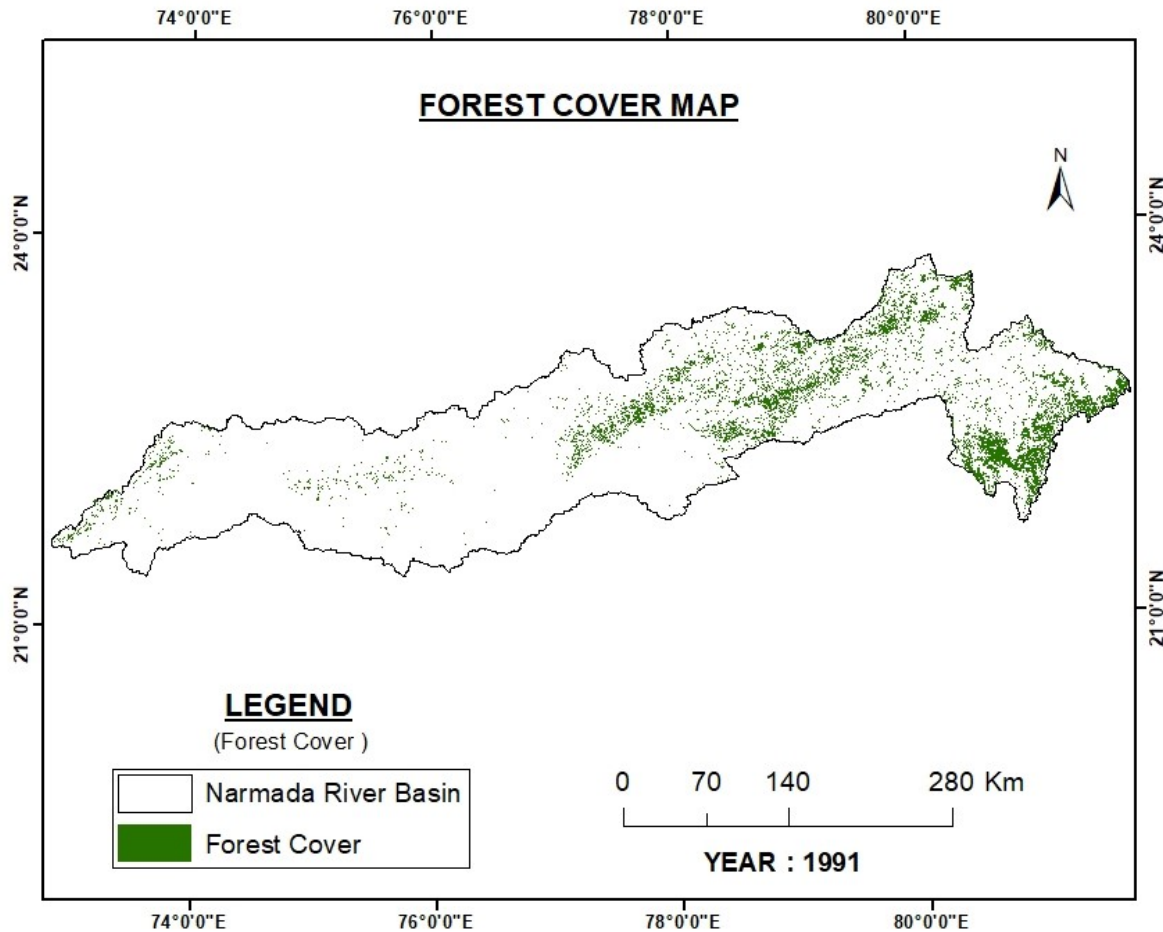 74°0'0"E 76°0'0"E 78°0'0"E 80°0'0"E
FOREST COVER MAP
N
24°0'0"N 24°0'0"N
21°0'0"N 21°0'0"N
LEGEND
(Forest Cover )
Narmada River Basin
Forest Cover
0 70 140 280 Km
YEAR : 1991
74°0'0"E 76°0'0"E 78°0'0"E 80°0'0"E